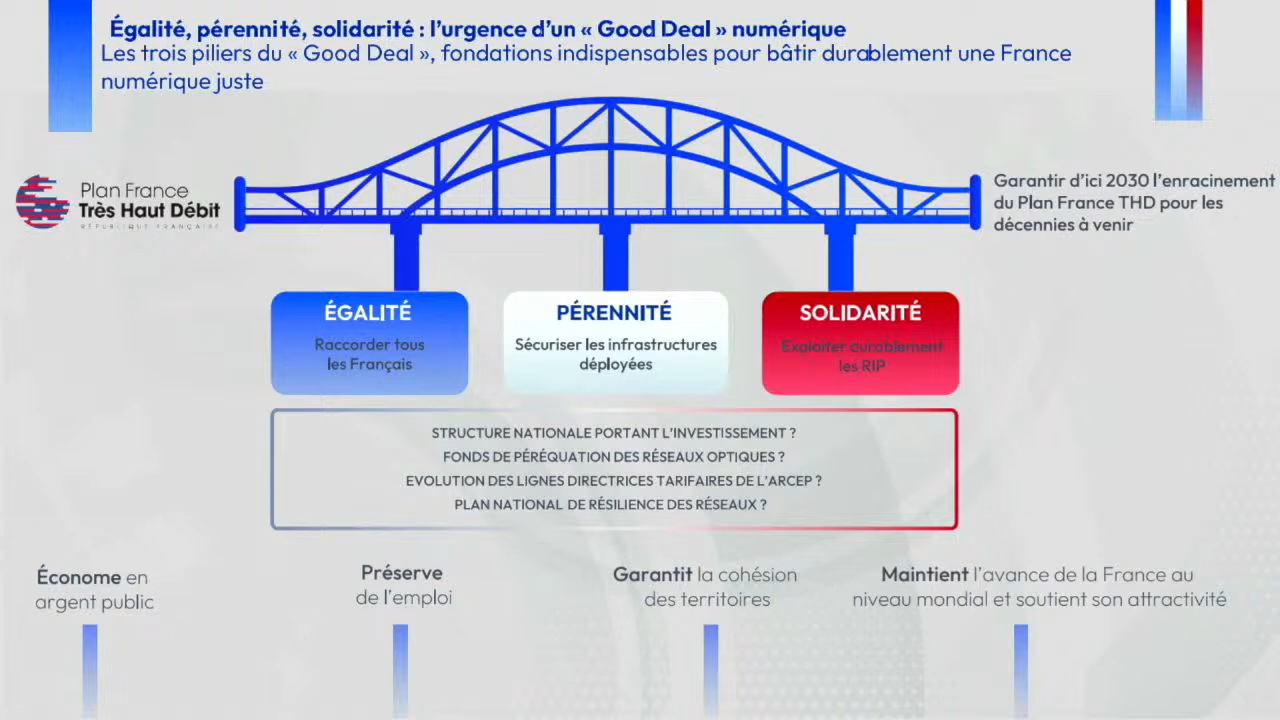 Égalité, pérennité, solidarité : l’urgence d’un « Good Deal » numérique
Les trois piliers du « Good Deal », fondations indispensables pour bâtir durablement une France
numérique juste
Plan France
Très Haut Débit
RÉPUBLIQUE FRANÇAISE
Garantir d’ici 2030 l’enracinement
du Plan France THD pour les
décennies à venir
ÉGALITÉ
Raccorder tous
les Français
PÉRENNITÉ
Sécuriser les infrastructures
déployées
SOLIDARITÉ
Exploiter durablement
les RIP
STRUCTURE NATIONALE PORTANT L’INVESTISSEMENT ?
FONDS DE PÉRÉQUATION DES RÉSEAUX OPTIQUES ?
EVOLUTION DES LIGNES DIRECTRICES TARIFAIRES DE L’ARCEP ?
PLAN NATIONAL DE RÉSILIENCE DES RÉSEAUX ?
Économe en
argent public
Préserve
de l’emploi
Garantit la cohésion
des territoires
Maintient l’avance de la France au
niveau mondial et soutient son attractivité